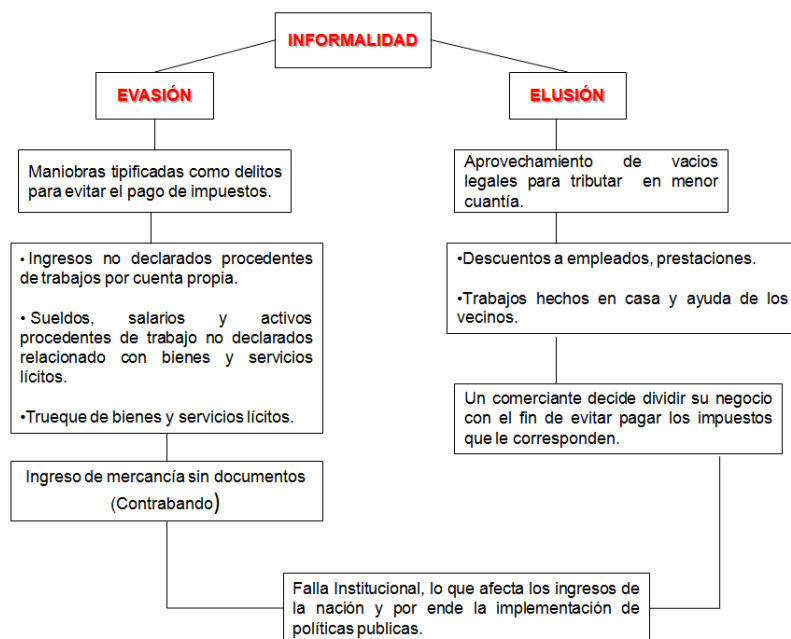 INFORMALIDAD
EVASIÓN
Maniobras tipificadas como delitos
para evitar el pago de impuestos.
• Ingresos no declarados procedentes
de trabajos por cuenta propia.
• Sueldos, salarios y activos
procedentes de trabajo no declarados
relacionado con bienes y servicios
lícitos.
•Trueque de bienes y servicios lícitos.
Ingreso de mercancía sin documentos
(Contrabando)
ELUSIÓN
Aprovechamiento de vacios
legales para tributar en menor
cuantía.
•Descuentos a empleados, prestaciones.
•Trabajos hechos en casa y ayuda de los
vecinos.
Un comerciante decide dividir su negocio
con el fin de evitar pagar los impuestos
que le corresponden.
Falla Institucional, lo que afecta los ingresos de
la nación y por ende la implementación de
políticas publicas.